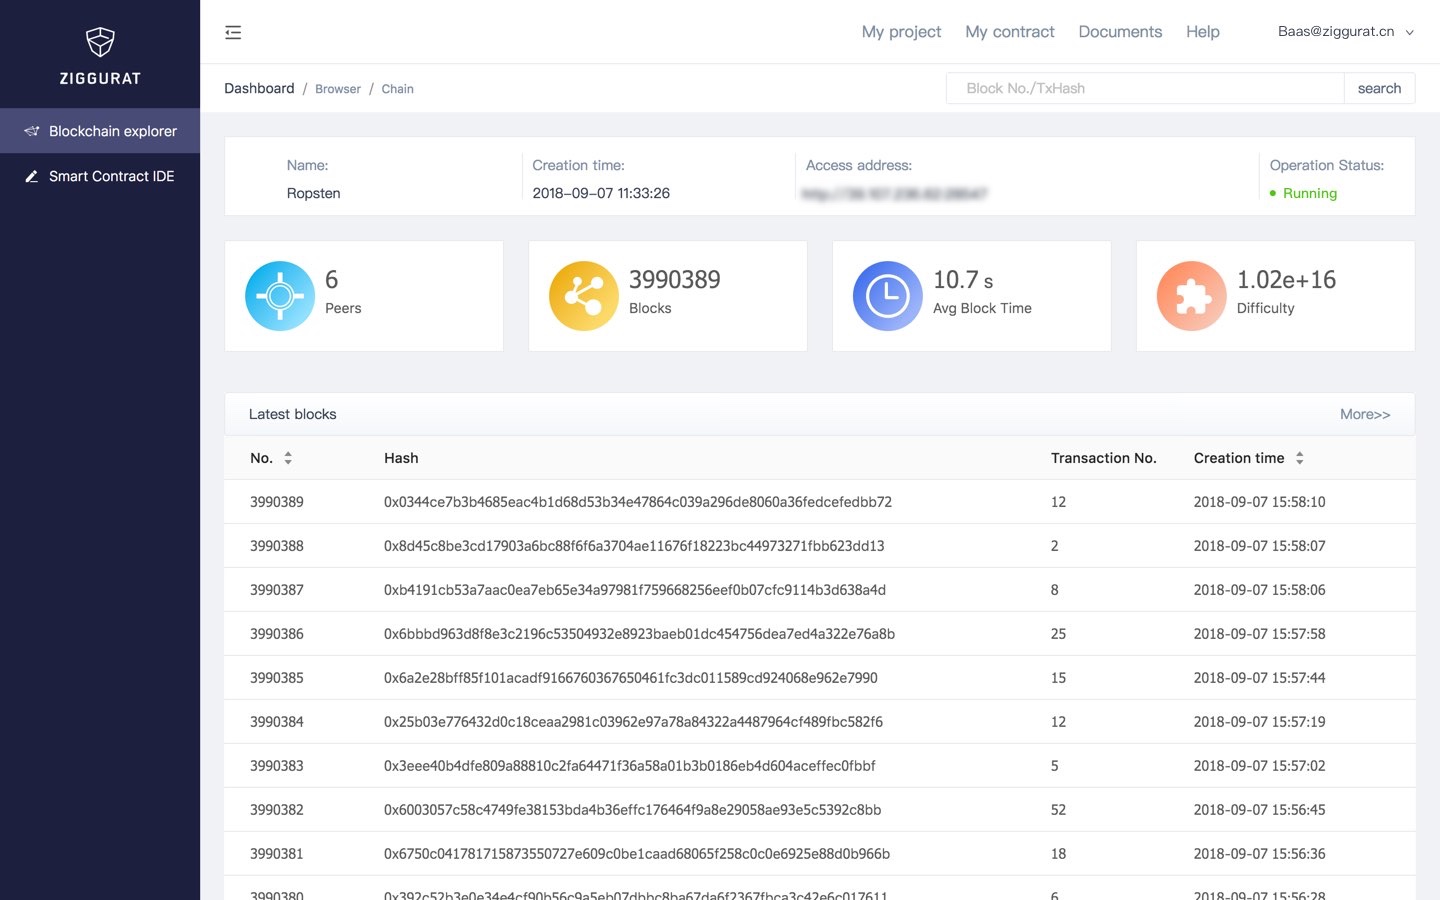 ZIGGURAT
Blockchain explorer
Smart Contract IDE
My project My contract Documents Help Baas@ziggurat.cn
Dashboard / Browser / Chain
Block No./TxHash search
Name: Creation time: Access address: Operation Status:
Ropsten 2018-09-07 11:33:26 Running
6 3990389 10.7 s 1.02e+16
Peers Blocks Avg Block Time Difficulty
Latest blocks More>>
No. Hash Transaction No. Creation time
3990389 0x0344ce7b3b4685eac4b1d68d53b34e47864c039a296de8060a36fedcefedbb72 12 2018-09-07 15:58:10
3990388 0x8d45c8be3cd17903a6bc88f6f6a3704ae11676f18223bc44973271fbb623dd13 2 2018-09-07 15:58:07
3990387 0xb4191cb53a7aac0ea7eb65e34a97981f759668256eef0b07cfc9114b3d638a4d 8 2018-09-07 15:58:06
3990386 0x6bbbd963d8f8e3c2196c53504932e8923baeb01dc454756dea7ed4a322e76a8b 25 2018-09-07 15:57:58
3990385 0x6a2e28bff85f101acadf9166760367650461fc3dc011589cd924068e962e7990 15 2018-09-07 15:57:44
3990384 0x25b03e776432d0c18ceaa2981c03962e97a78a84322a4487964cf489fbc582f6 12 2018-09-07 15:57:19
3990383 0x3eee40b4dfe809a88810c2fa64471f36a58a01b3b0186eb4d604aceffec0fbbf 5 2018-09-07 15:57:02
3990382 0x6003057c58c4749fe38153bda4b36effc176464f9a8e29058ae93e5c5392c8bb 52 2018-09-07 15:56:45
3990381 0x6750c041781715873550727e609c0be1caad68065f258c0c0e6925e88d0b966b 18 2018-09-07 15:56:36
3990380 0x392c52b3e0e34e4cf90b56c9a5eb07dbbc8ba67da6f2367fbca3c42e6c017611 6 2018-09-07 15:56:28